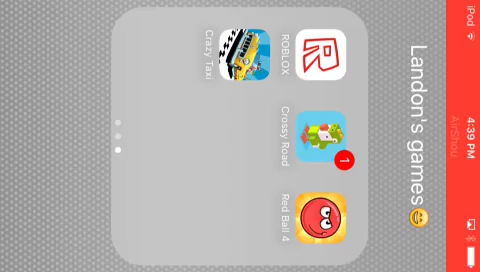 iPod 4:39 PM
AirShou
Landon's games😀
R
1
ROBLOX Crossy Road Red Ball 4
Crazy Taxi